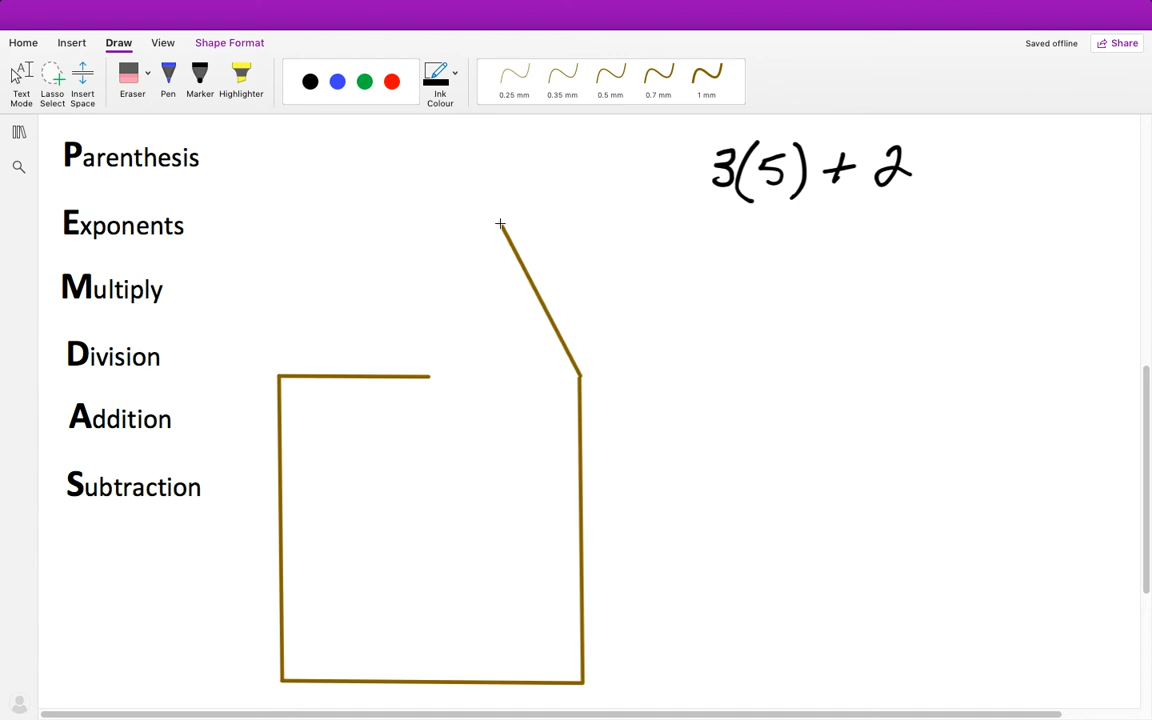 Home Insert Draw View Shape Format Saved offline Share
Text Mode Lasso Select Insert Space Eraser Pen Marker Highlighter Ink Colour 0.25 mm 0.35 mm 0.5 mm 0.7 mm 1 mm
Parenthesis
3(5) + 2
Exponents
Multiply
Division
Addition
Subtraction